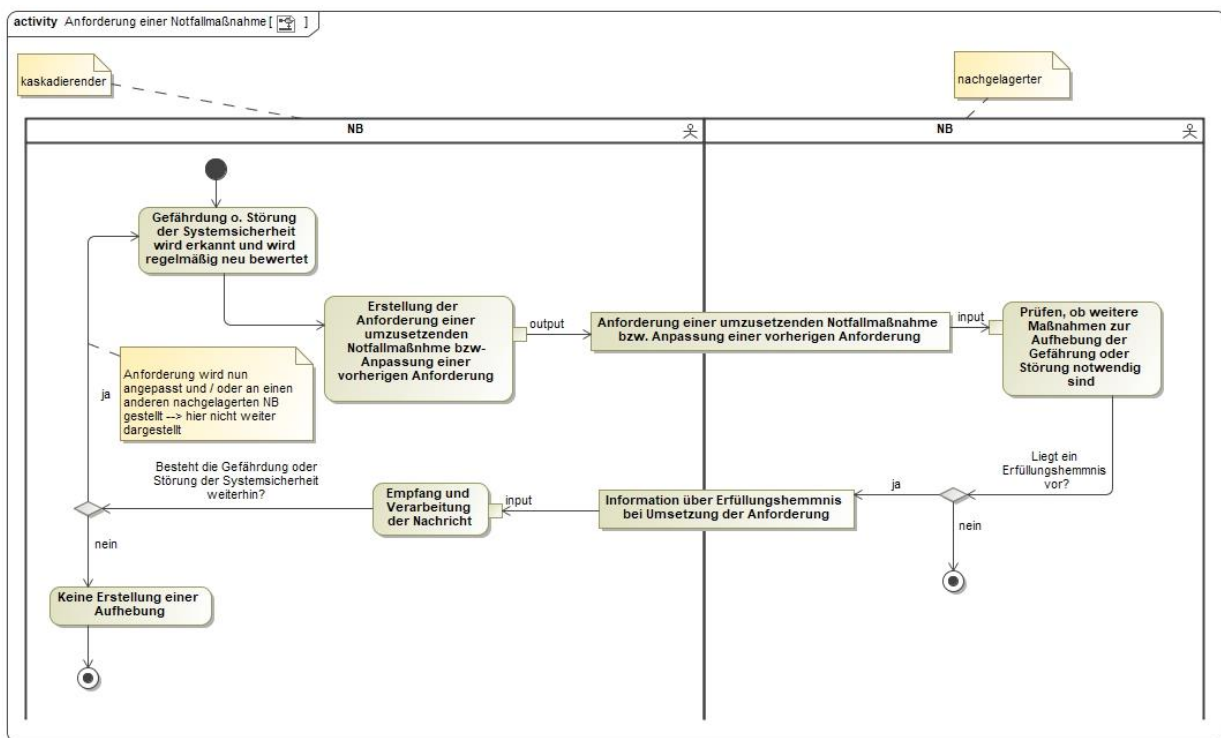 activity Anforderung einer Notfallmaßnahme [ ]
kaskadierender
nachgelagerter
NB
NB
Gefährdung o. Störung
der Systemsicherheit
wird erkannt und wird
regelmäßig neu bewertet
Erstellung der
Anforderung einer
umzusetzenden
Notfallmaßnhme bzw-
Anpassung einer
vorherigen Anforderung
output
Anforderung einer umzusetzenden Notfallmaßnahme
bzw. Anpassung einer vorherigen Anforderung
input
Prüfen, ob weitere
Maßnahmen zur
Aufhebung der
Gefährung oder
Störung notwendig
sind
ja
Anforderung wird nun
angepasst und / oder an einen
anderen nachgelagerten NB
gestellt --> hier nicht weiter
dargestellt
Liegt ein
Erfüllungshemmnis
vor?
ja
nein
Information über Erfüllungshemmnis
bei Umsetzung der Anforderung
input
Empfang und
Verarbeitung
der Nachricht
Besteht die Gefährdung oder
Störung der Systemsicherheit
weiterhin?
nein
Keine Erstellung einer
Aufhebung